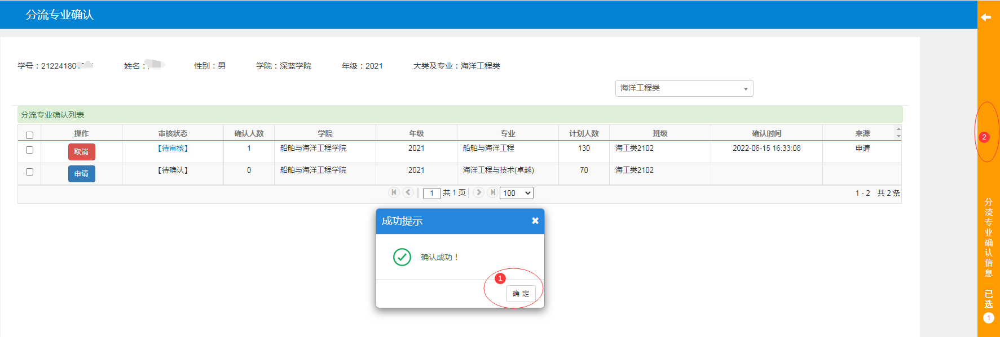 分流专业确认
学号：212241801
姓名：
性别：男
学院：深蓝学院
年级：2021
大类及专业：海洋工程类
海洋工程类
分流专业确认列表
操作 审核状态 确认人数 学院 年级 专业 计划人数 班级 确认时间 来源
取消 【待审核】 1 船舶与海洋工程学院 2021 船舶与海洋工程 130 海工类2102 2022-06-15 16:33:08 申请
申请 【待确认】 0 船舶与海洋工程学院 2021 海洋工程与技术(卓越) 70 海工类2102
1 共 1 页 100 1 - 2 共 2 条
成功提示
确认成功！
1
确 定
2
分流专业确认信息
已选
1